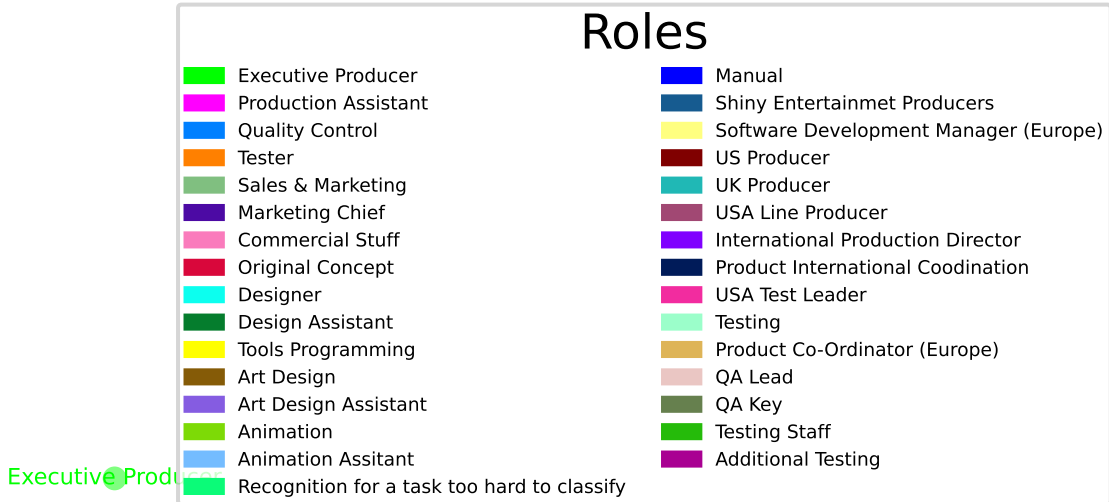 Roles
Executive Producer
Production Assistant
Quality Control
Tester
Sales & Marketing
Marketing Chief
Commercial Stuff
Original Concept
Designer
Design Assistant
Tools Programming
Art Design
Art Design Assistant
Animation
Animation Assitant
Recognition for a task too hard to classify
Manual
Shiny Entertainmet Producers
Software Development Manager (Europe)
US Producer
UK Producer
USA Line Producer
International Production Director
Product International Coodination
USA Test Leader
Testing
Product Co-Ordinator (Europe)
QA Lead
QA Key
Testing Staff
Additional Testing
Executive Producer